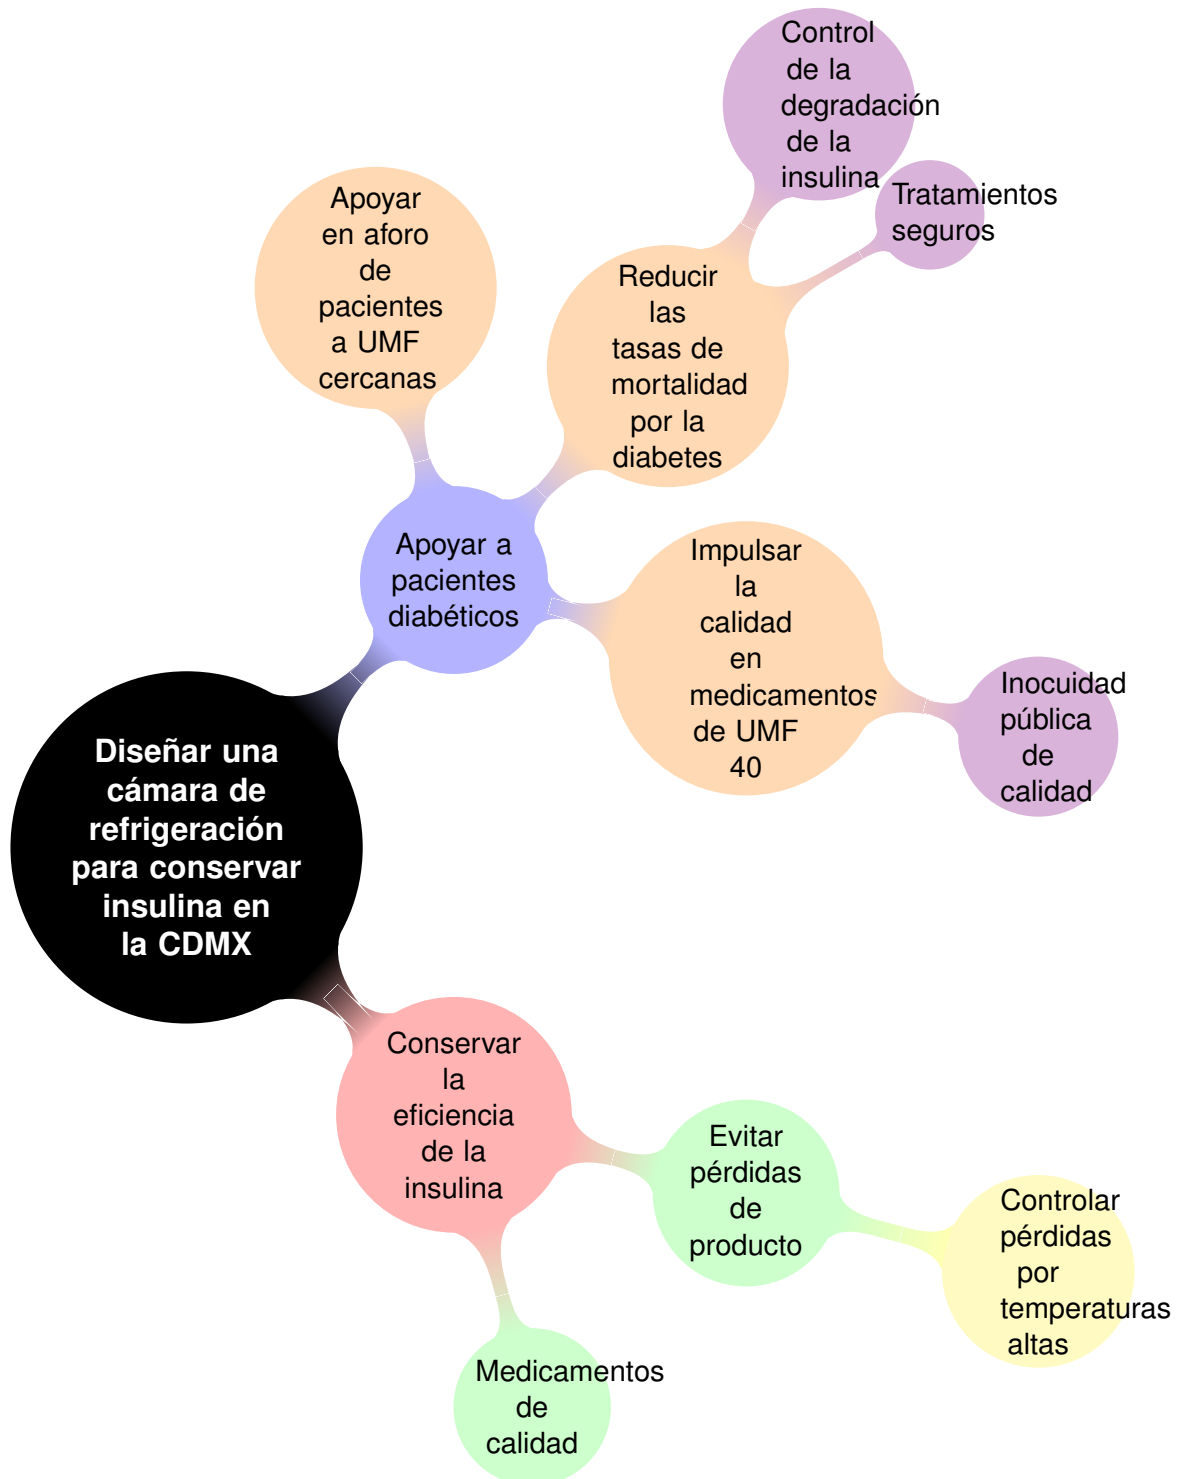 Diseñar una
cámara de
refrigeración
para conservar
insulina en
la CDMX
Apoyar a
pacientes
diabéticos
Apoyar
en aforo
de
pacientes
a UMF
cercanas
Reducir
las
tasas de
mortalidad
por la
diabetes
Control
de la
degradación
de la
insulina
Tratamientos
seguros
Impulsar
la
calidad
en
medicamentos
de UMF
40
Inocuidad
pública
de
calidad
Conservar
la
eficiencia
de la
insulina
Evitar
pérdidas
de
producto
Controlar
pérdidas
por
temperaturas
altas
Medicamentos
de
calidad